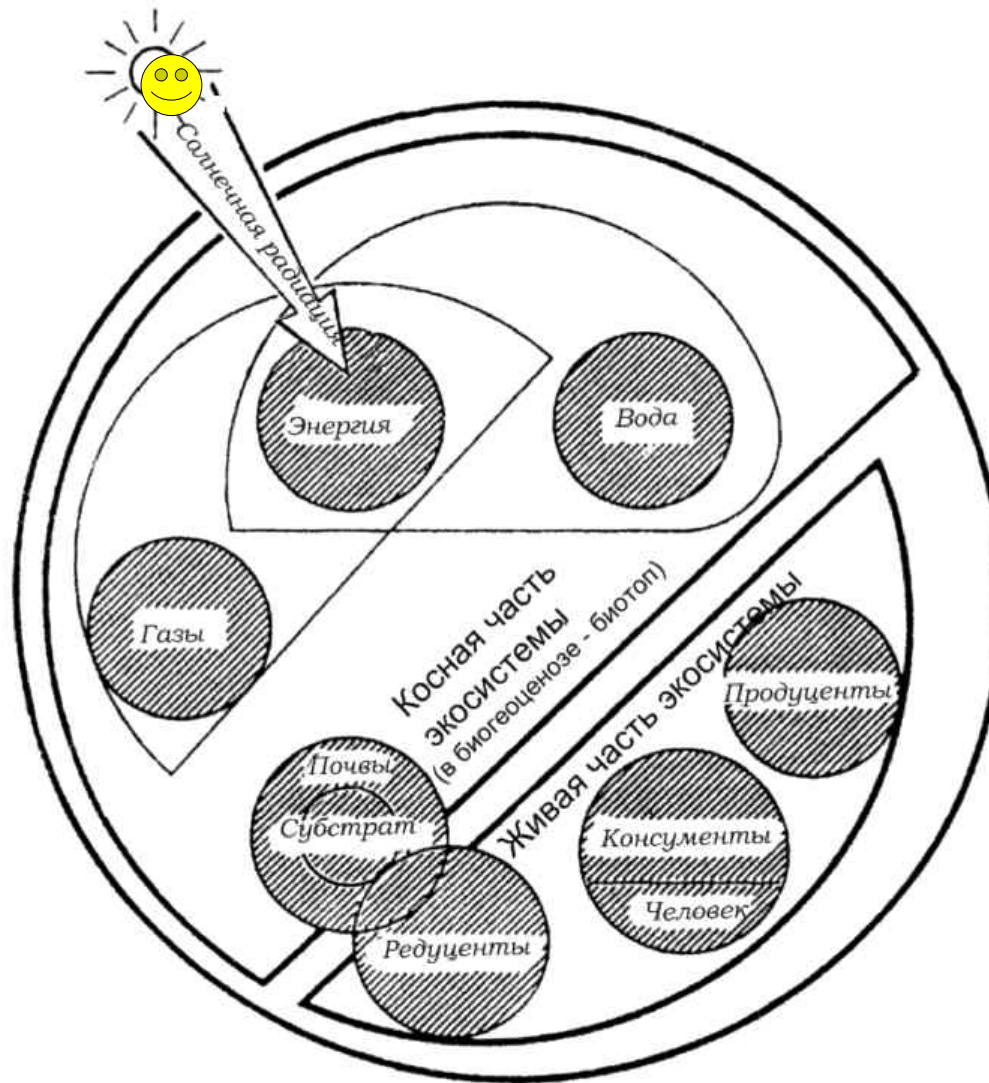 Солнечная радиация
Энергия
Вода
Газы
Косная часть
экосистемы
(в биогеоценозе - биотоп)
Живая часть экосистемы
Продуценты
Почвы
Субстрат
Консументы
Человек
Редуценты